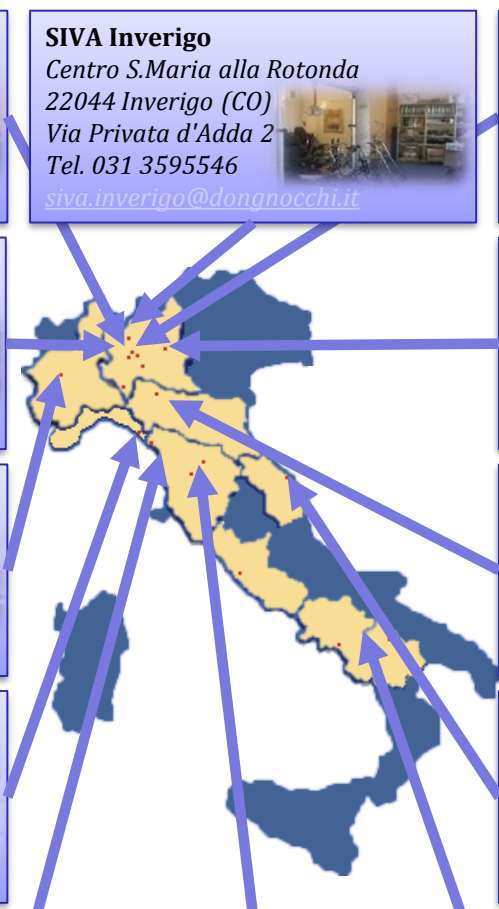 SIVA Inverigo
Centro S.Maria alla Rotonda
22044 Inverigo (CO)
Via Privata d'Adda 2
Tel. 031 3595546
siva.inverigo@dongnocchi.it